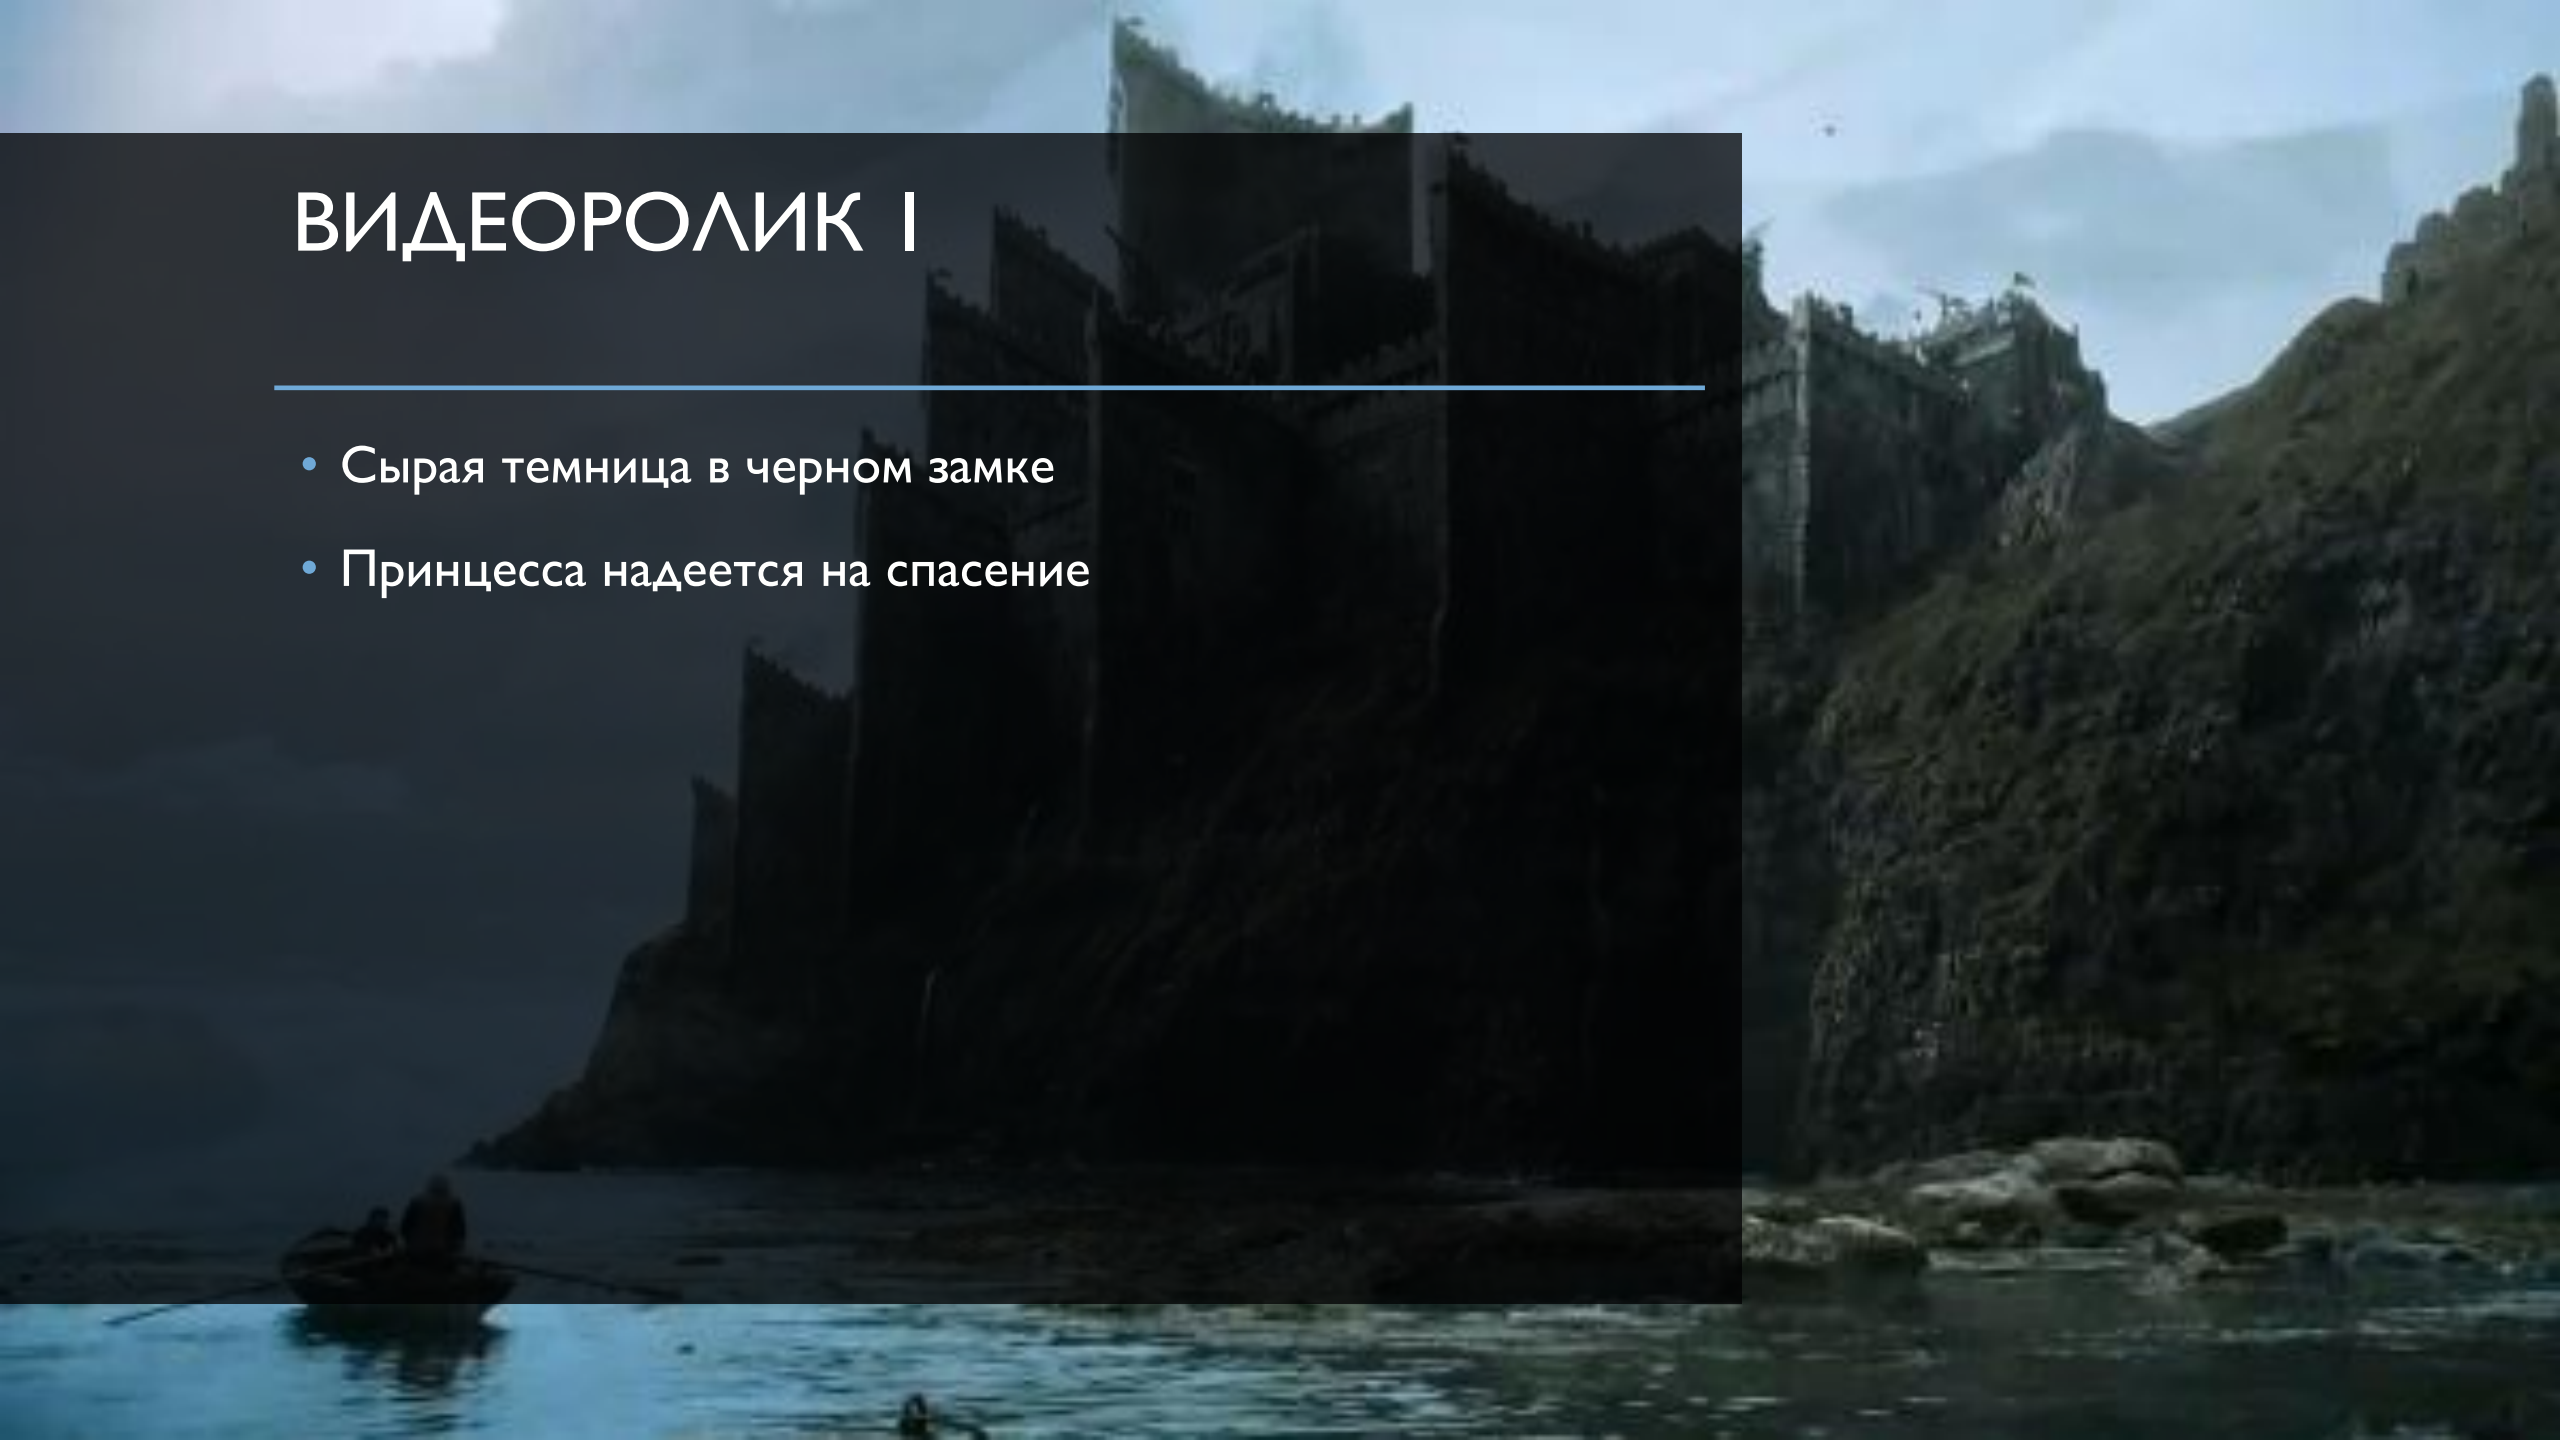 ВИДЕОРОЛИК 1
• Сырая темница в черном замке
• Принцесса надеется на спасение